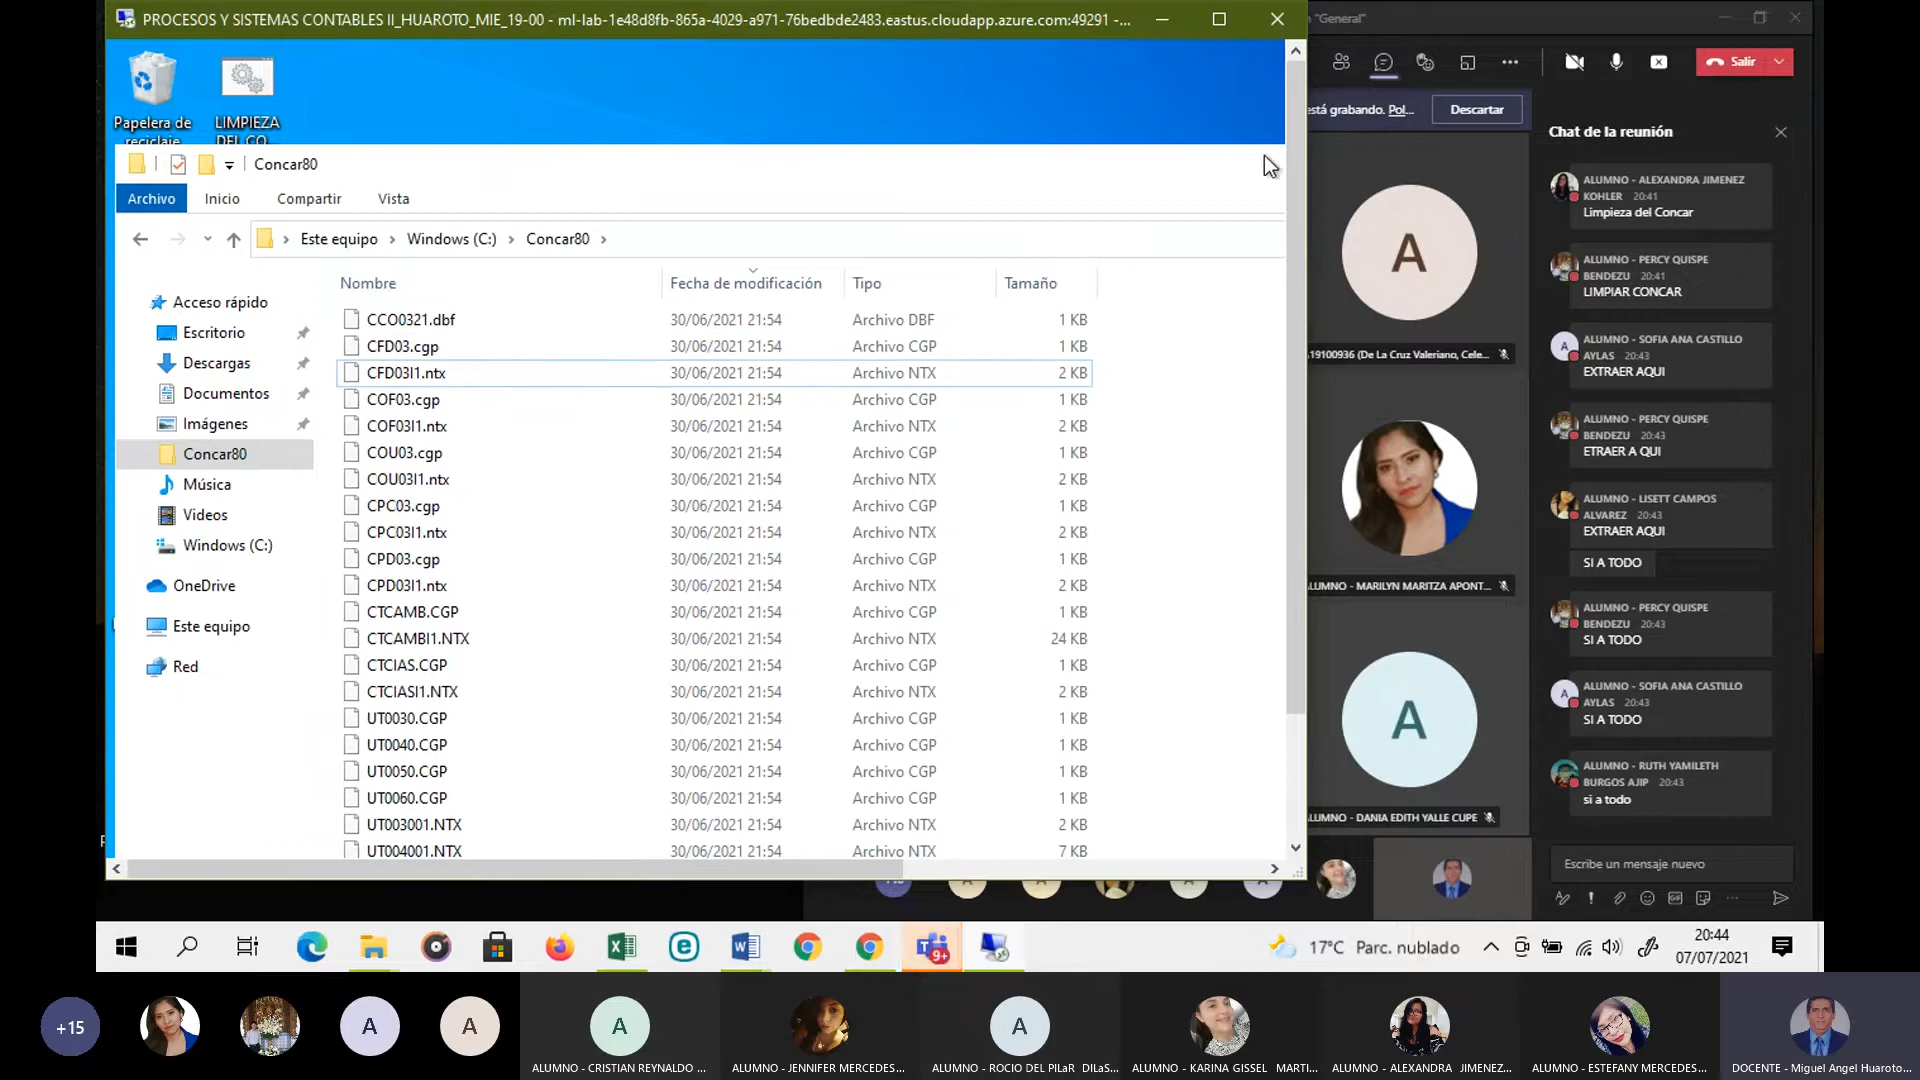 PROCESOS Y SISTEMAS CONTABLES II_HUAROTO_MIE_19-00 - ml-lab-1e48d8fb-865a-4029-a971-76bedbde2483.eastus.cloudapp.azure.com:49291 -...
"General"
Papelera de
reciclaje
LIMPIEZA
DEL CO...
Concar80
Archivo
Inicio
Compartir
Vista
Este equipo
Windows (C:)
Concar80
Nombre
Fecha de modificación
Tipo
Tamaño
Acceso rápido
Escritorio
Descargas
Documentos
Imágenes
Concar80
Música
Videos
Windows (C:)
OneDrive
Este equipo
Red
CCO0321.dbf 30/06/2021 21:54 Archivo DBF 1 KB
CFD03.cgp 30/06/2021 21:54 Archivo CGP 1 KB
CFD03I1.ntx 30/06/2021 21:54 Archivo NTX 2 KB
COF03.cgp 30/06/2021 21:54 Archivo CGP 1 KB
COF03I1.ntx 30/06/2021 21:54 Archivo NTX 2 KB
COU03.cgp 30/06/2021 21:54 Archivo CGP 1 KB
COU03I1.ntx 30/06/2021 21:54 Archivo NTX 2 KB
CPC03.cgp 30/06/2021 21:54 Archivo CGP 1 KB
CPC03I1.ntx 30/06/2021 21:54 Archivo NTX 2 KB
CPD03.cgp 30/06/2021 21:54 Archivo CGP 1 KB
CPD03I1.ntx 30/06/2021 21:54 Archivo NTX 2 KB
CTCAMB.CGP 30/06/2021 21:54 Archivo CGP 1 KB
CTCAMBI1.NTX 30/06/2021 21:54 Archivo NTX 24 KB
CTCIAS.CGP 30/06/2021 21:54 Archivo CGP 1 KB
CTCIASI1.NTX 30/06/2021 21:54 Archivo NTX 2 KB
UT0030.CGP 30/06/2021 21:54 Archivo CGP 1 KB
UT0040.CGP 30/06/2021 21:54 Archivo CGP 1 KB
UT0050.CGP 30/06/2021 21:54 Archivo CGP 1 KB
UT0060.CGP 30/06/2021 21:54 Archivo CGP 1 KB
UT003001.NTX 30/06/2021 21:54 Archivo NTX 2 KB
UT004001.NTX 30/06/2021 21:54 Archivo NTX 7 KB
Salir
está grabando. Pol...
Descartar
A
19100936 (De La Cruz Valeriano, Cele...
LUMNO - MARILYN MARITZA APONT...
A
LUMNO - DANIA EDITH YALLE CUPE
Chat de la reunión
ALUMNO - ALEXANDRA JIMENEZ
KOHLER 20:41
Limpieza del Concar
ALUMNO - PERCY QUISPE
BENDEZU 20:41
LIMPIAR CONCAR
A
ALUMNO - SOFIA ANA CASTILLO
AYLAS 20:43
EXTRAER AQUI
ALUMNO - PERCY QUISPE
BENDEZU 20:43
ETRAER A QUI
ALUMNO - LISETT CAMPOS
ALVAREZ 20:43
EXTRAER AQUI
SI A TODO
ALUMNO - PERCY QUISPE
BENDEZU 20:43
SI A TODO
A
ALUMNO - SOFIA ANA CASTILLO
AYLAS 20:43
SI A TODO
ALUMNO - RUTH YAMILETH
BURGOS AJIP 20:43
si a todo
Escribe un mensaje nuevo
GIF
9+
17°C Parc. nublado
20:44
07/07/2021
+15
A
A
A
ALUMNO - CRISTIAN REYNALDO ...
ALUMNO - JENNIFER MERCEDES...
A
ALUMNO - ROCIO DEL PILaR DILaS...
ALUMNO - KARINA GISSEL MARTI...
ALUMNO - ALEXANDRA JIMENEZ...
ALUMNO - ESTEFANY MERCEDES...
DOCENTE - Miguel Angel Huaroto...